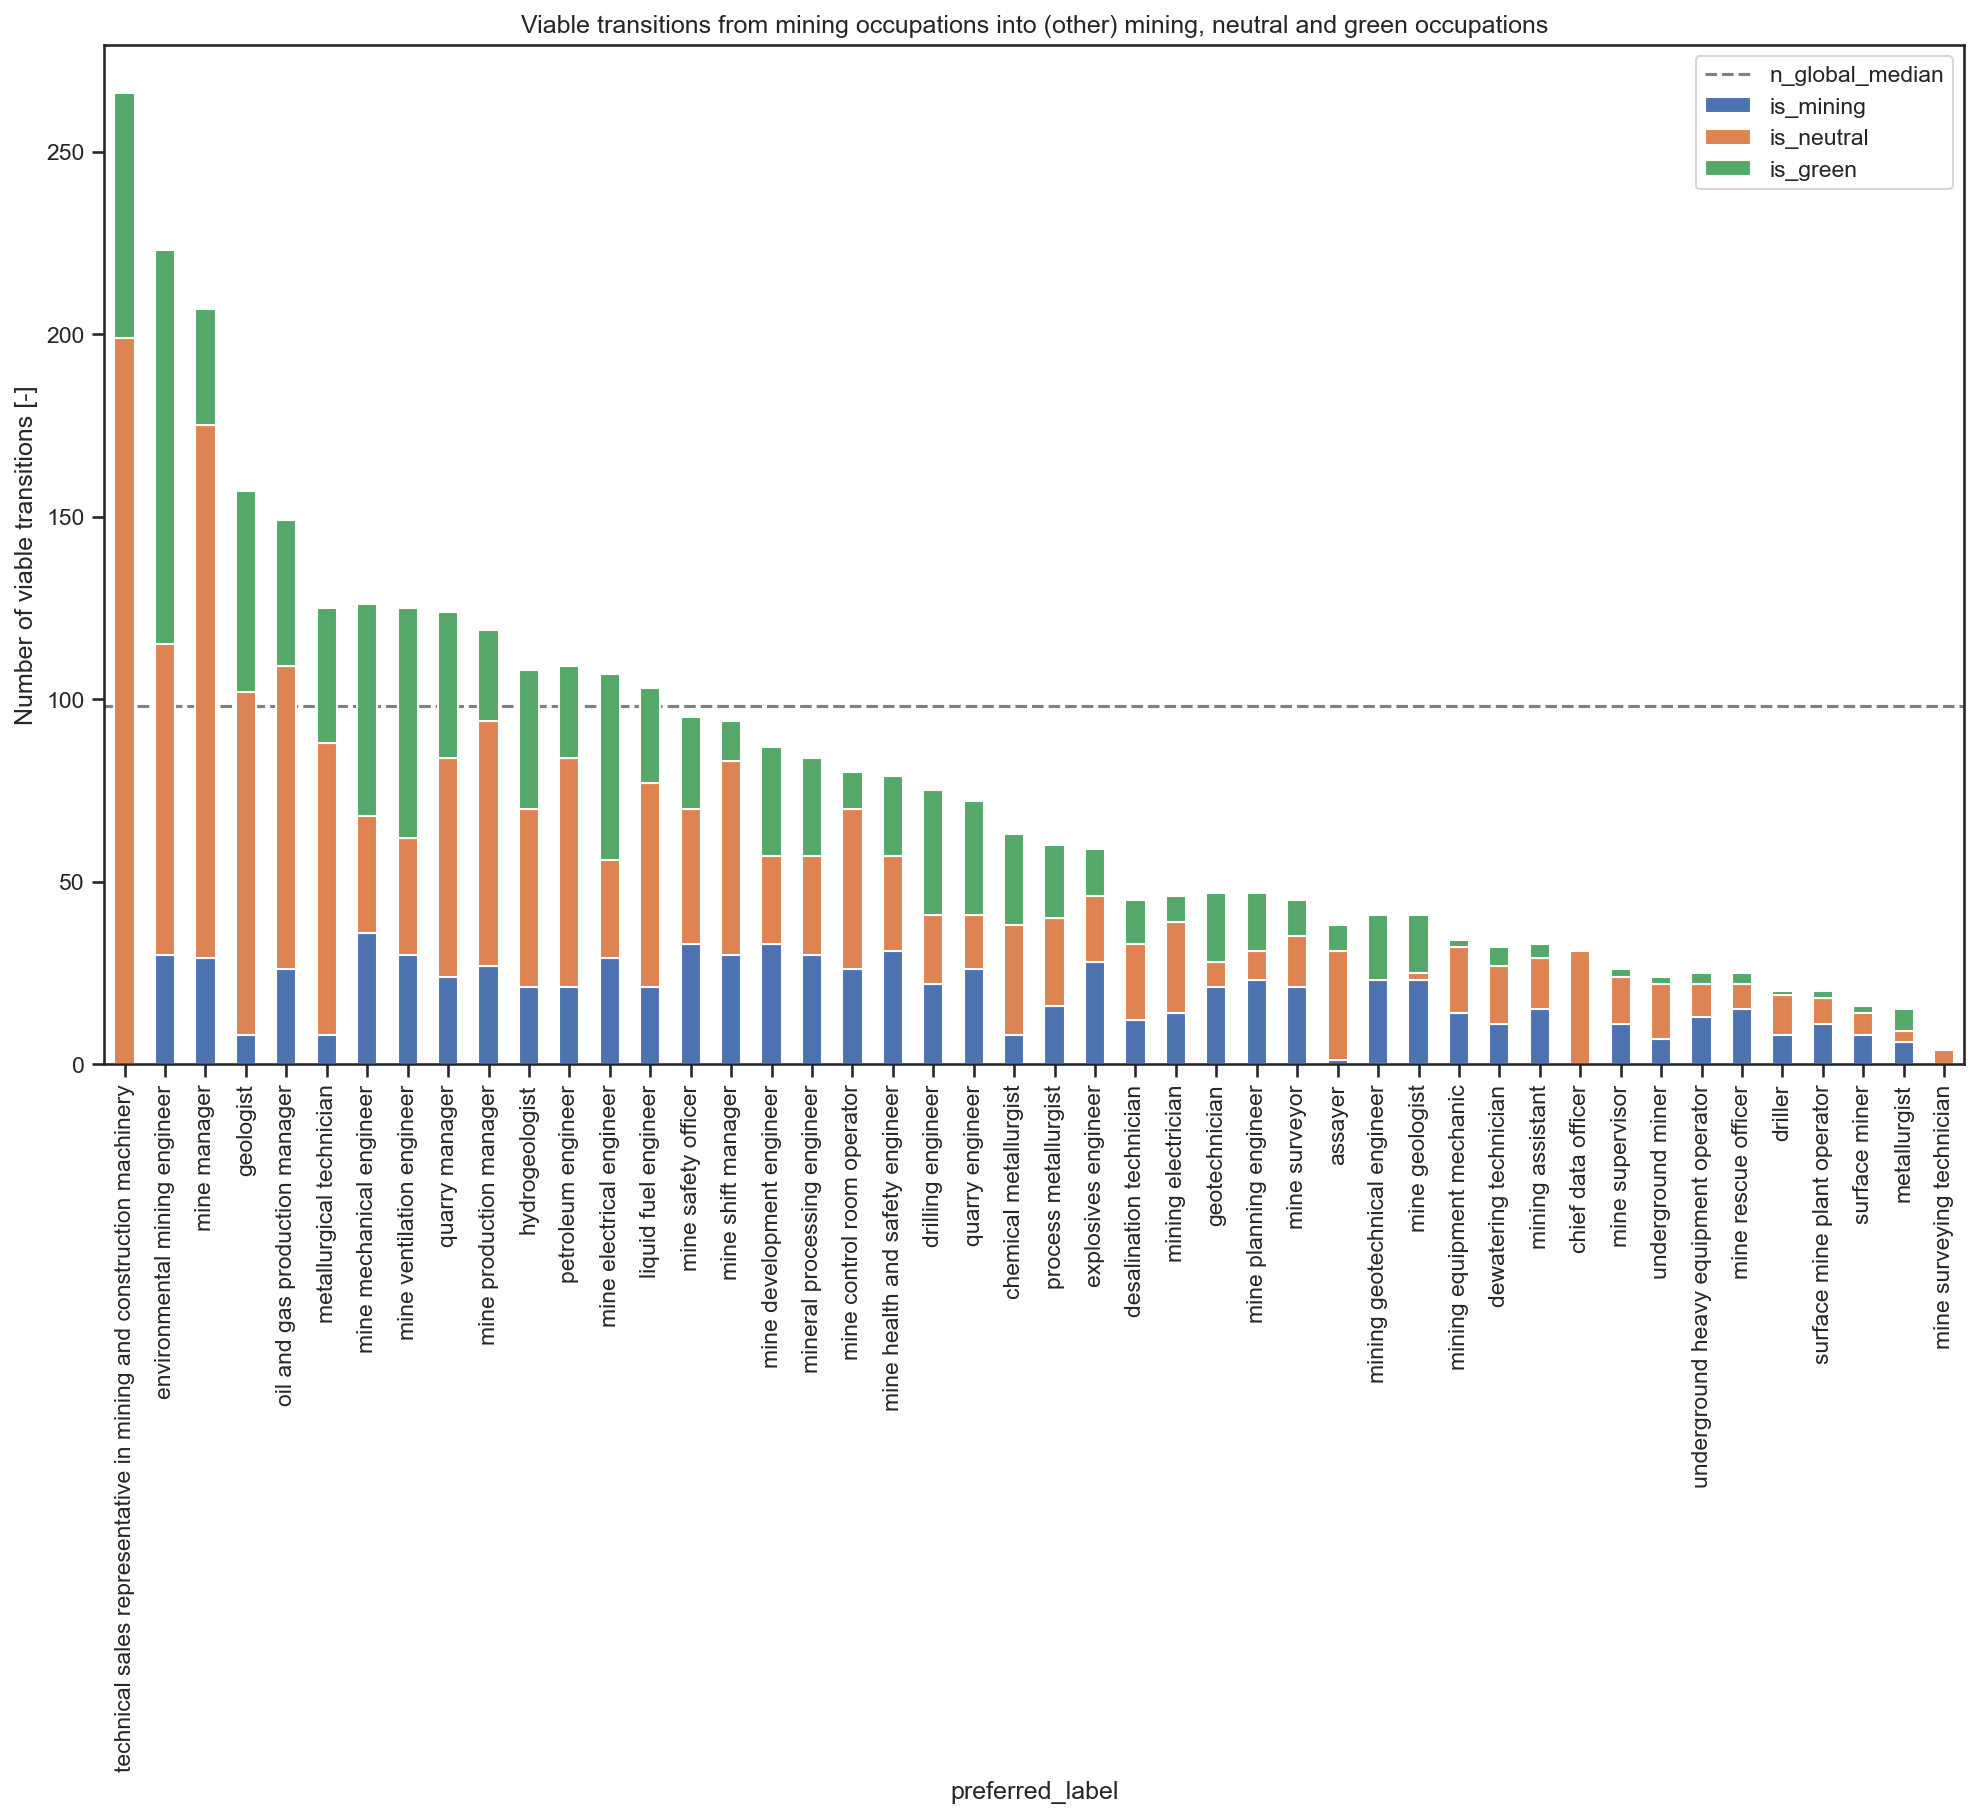 Viable transitions from mining occupations into (other) mining, neutral and green occupations
n_global_median
is_mining
is_neutral
is_green
Number of viable transitions [-]
250
200
150
100
50
0
technical sales representative in mining and construction machinery
environmental mining engineer
mine manager
geologist
oil and gas production manager
metallurgical technician
mine mechanical engineer
mine ventilation engineer
quarry manager
mine production manager
hydrogeologist
petroleum engineer
mine electrical engineer
liquid fuel engineer
mine safety officer
mine shift manager
mine development engineer
mineral processing engineer
mine control room operator
mine health and safety engineer
drilling engineer
quarry engineer
chemical metallurgist
process metallurgist
explosives engineer
desalination technician
mining electrician
geotechnician
mine planning engineer
mine surveyor
assayer
mining geotechnical engineer
mine geologist
mining equipment mechanic
dewatering technician
mining assistant
chief data officer
mine supervisor
underground miner
underground heavy equipment operator
mine rescue officer
driller
surface mine plant operator
surface miner
metallurgist
mine surveying technician
preferred_label